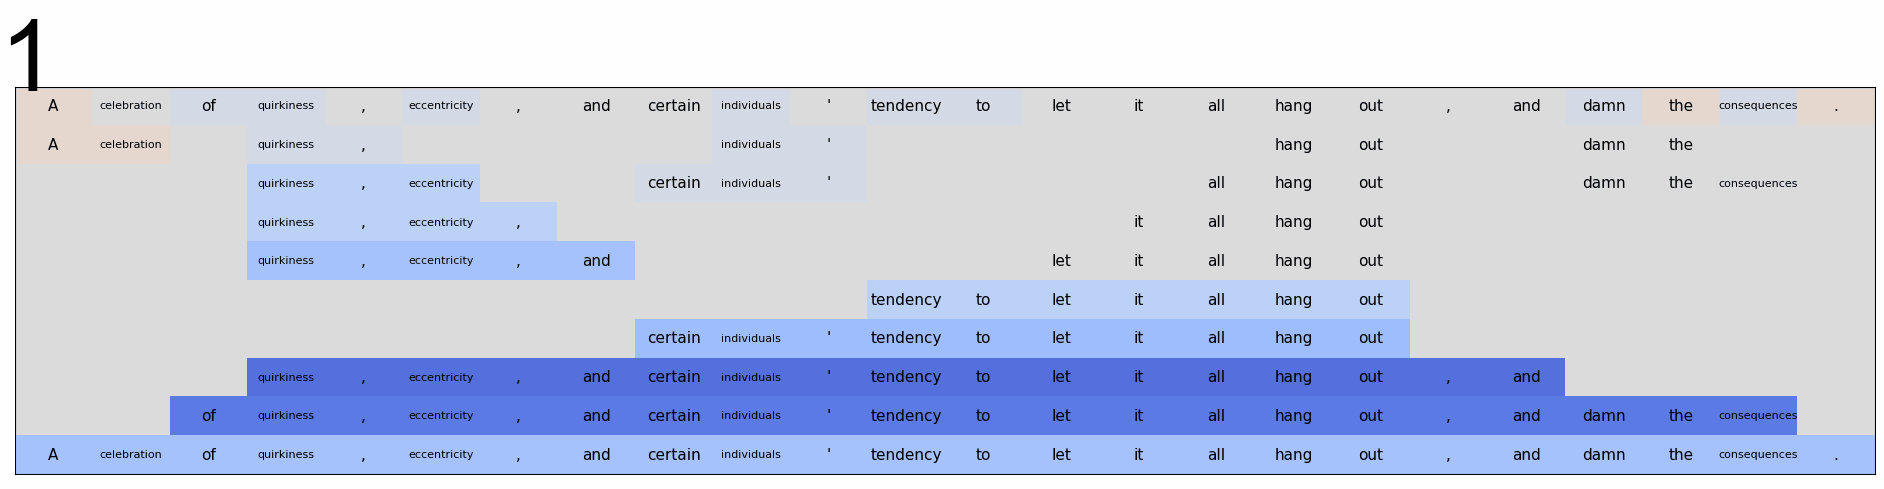 1
A celebration of quirkiness , eccentricity , and certain individuals ' tendency to let it all hang out , and damn the consequences .
A celebration quirkiness , individuals ' hang out damn the
quirkiness , eccentricity certain individuals ' all hang out damn the consequences
quirkiness , eccentricity , it all hang out
quirkiness , eccentricity , and let it all hang out
tendency to let it all hang out
certain individuals ' tendency to let it all hang out
quirkiness , eccentricity , and certain individuals ' tendency to let it all hang out , and
of quirkiness , eccentricity , and certain individuals ' tendency to let it all hang out , and damn the consequences
A celebration of quirkiness , eccentricity , and certain individuals ' tendency to let it all hang out , and damn the consequences .